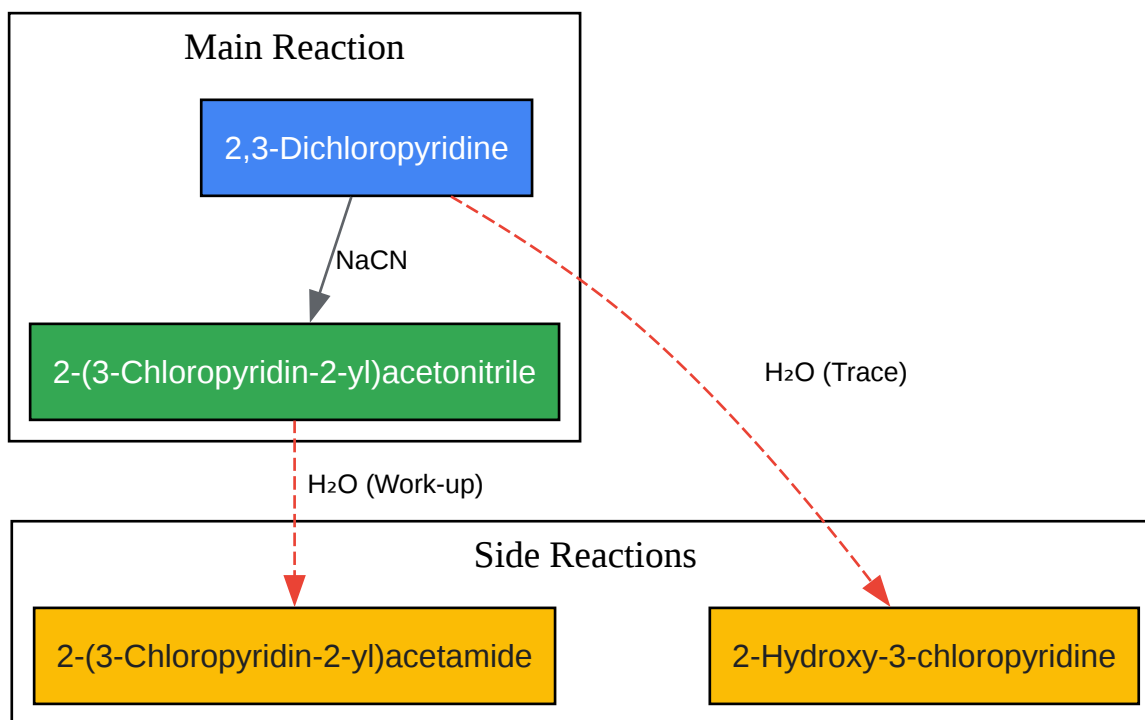 Main Reaction
2,3-Dichloropyridine
NaCN
2-(3-Chloropyridin-2-yl)acetonitrile
H₂O (Trace)
H₂O (Work-up)
Side Reactions
2-(3-Chloropyridin-2-yl)acetamide
2-Hydroxy-3-chloropyridine